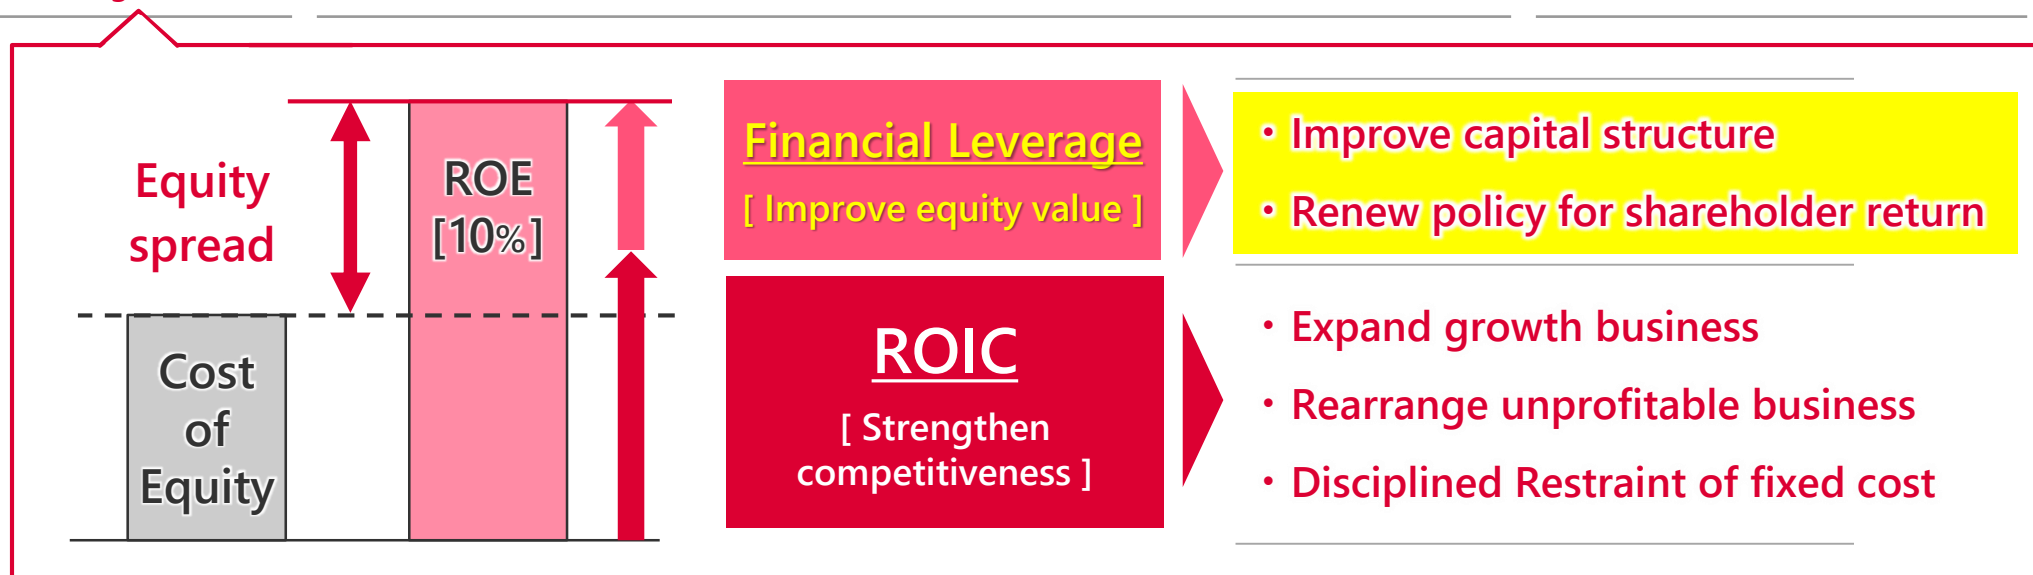 Equity
spread
ROE
[10%]
Cost
of
Equity
Financial Leverage
[ Improve equity value ]
ROIC
[ Strengthen
competitiveness ]
・Improve capital structure
・Renew policy for shareholder return
・Expand growth business
・Rearrange unprofitable business
・Disciplined Restraint of fixed cost